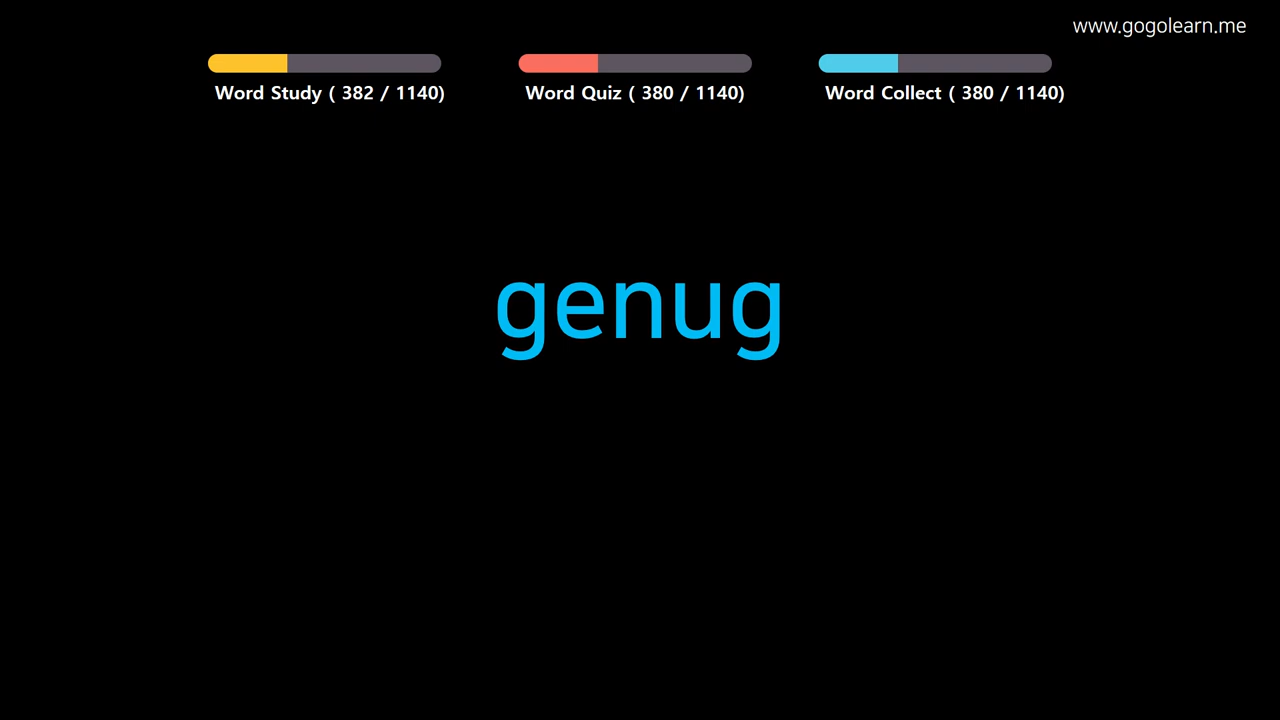 www.gogolearn.me
Word Study ( 382 / 1140)
Word Quiz ( 380 / 1140)
Word Collect ( 380 / 1140)
genug